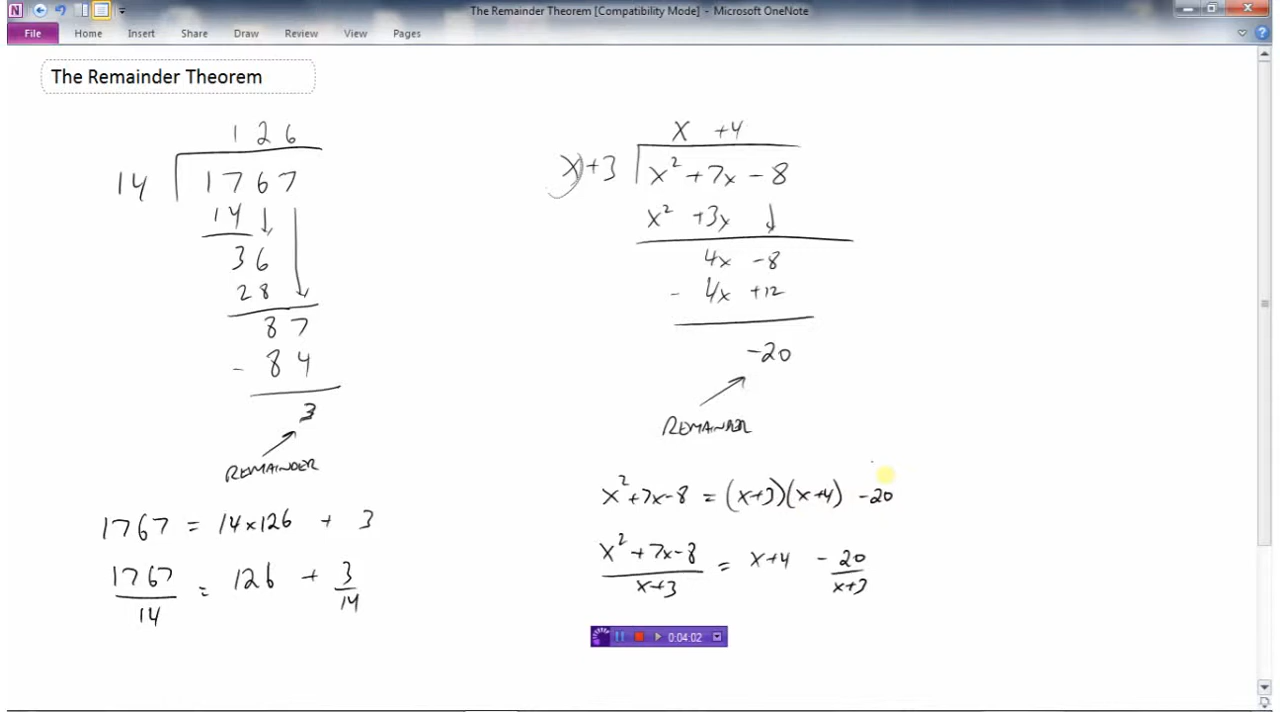 The Remainder Theorem [Compatibility Mode] - Microsoft OneNote
File Home Insert Share Draw Review View Pages
The Remainder Theorem
1 2 6
14 1767
14
36
28
87
- 84
3
REMAINDER
1767 = 14×126 + 3
1767/14 = 126 + 3/14
x +4
x+3 x² +7x -8
x² +3x
4x -8
- 4x +12
-20
REMAINDER
x²+7x-8 = (x+3)(x+4) -20
x²+7x-8/x+3 = x+4 - 20/x+3
0:04:02